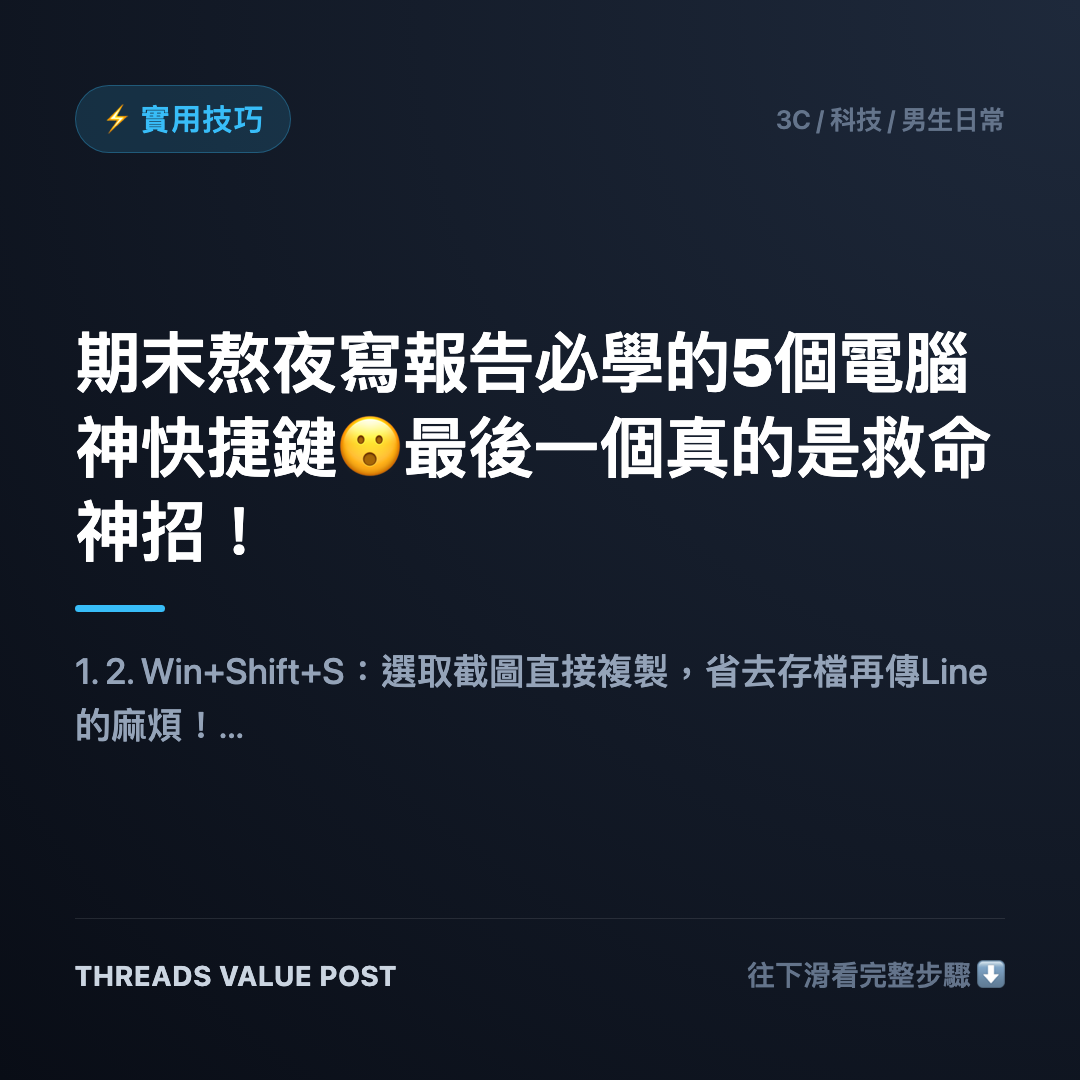 ⚡ 實用技巧
3C / 科技 / 男生日常
期末熬夜寫報告必學的5個電腦
神快捷鍵😮最後一個真的是救命
神招！
1. 2. Win+Shift+S：選取截圖直接複製，省去存檔再傳Line
的麻煩！...
THREADS VALUE POST
往下滑看完整步驟 ⬇️